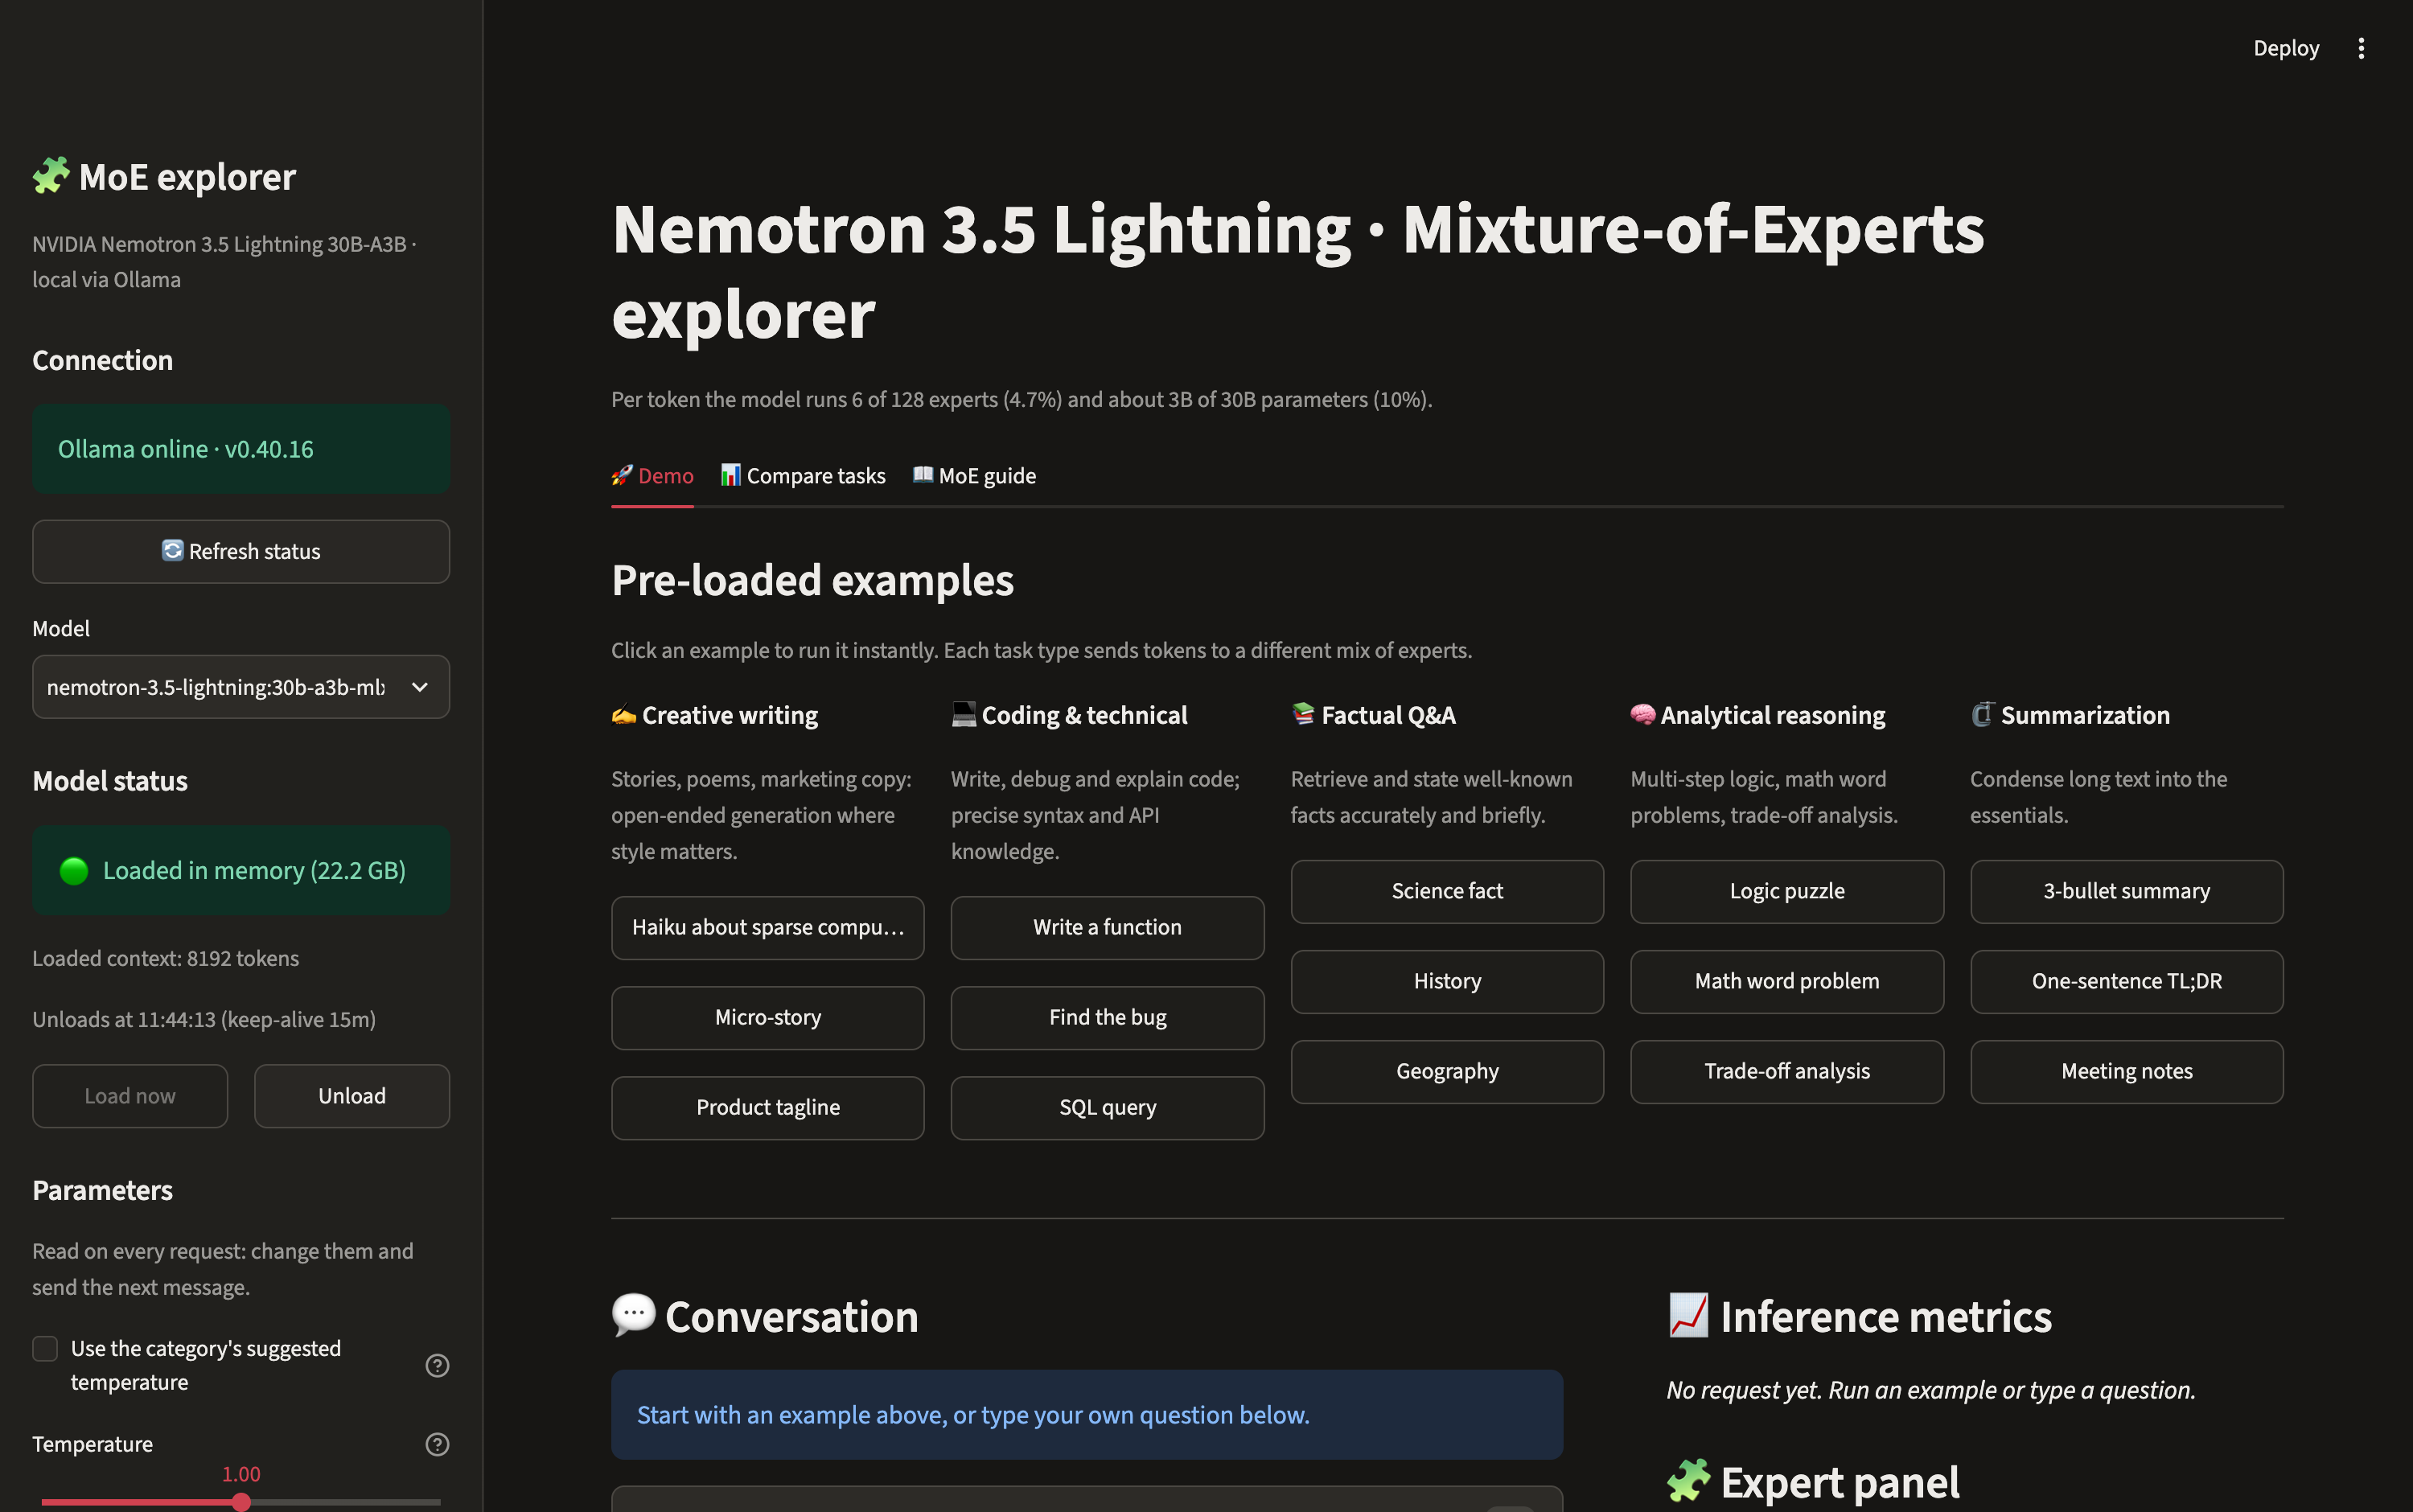 MoE explorer
NVIDIA Nemotron 3.5 Lightning 30B-A3B ·
local via Ollama
Connection
Ollama online · v0.40.16
Refresh status
Model
nemotron-3.5-lightning:30b-a3b-mlx
Model status
Loaded in memory (22.2 GB)
Loaded context: 8192 tokens
Unloads at 11:44:13 (keep-alive 15m)
Load now
Unload
Parameters
Read on every request: change them and
send the next message.
Use the category's suggested
temperature
Temperature
1.00
Deploy
Nemotron 3.5 Lightning · Mixture-of-Experts
explorer
Per token the model runs 6 of 128 experts (4.7%) and about 3B of 30B parameters (10%).
Demo
Compare tasks
MoE guide
Pre-loaded examples
Click an example to run it instantly. Each task type sends tokens to a different mix of experts.
Creative writing
Stories, poems, marketing copy:
open-ended generation where
style matters.
Haiku about sparse compu…
Micro-story
Product tagline
Coding & technical
Write, debug and explain code;
precise syntax and API
knowledge.
Write a function
Find the bug
SQL query
Factual Q&A
Retrieve and state well-known
facts accurately and briefly.
Science fact
History
Geography
Analytical reasoning
Multi-step logic, math word
problems, trade-off analysis.
Logic puzzle
Math word problem
Trade-off analysis
Summarization
Condense long text into the
essentials.
3-bullet summary
One-sentence TL;DR
Meeting notes
Conversation
Start with an example above, or type your own question below.
Inference metrics
No request yet. Run an example or type a question.
Expert panel